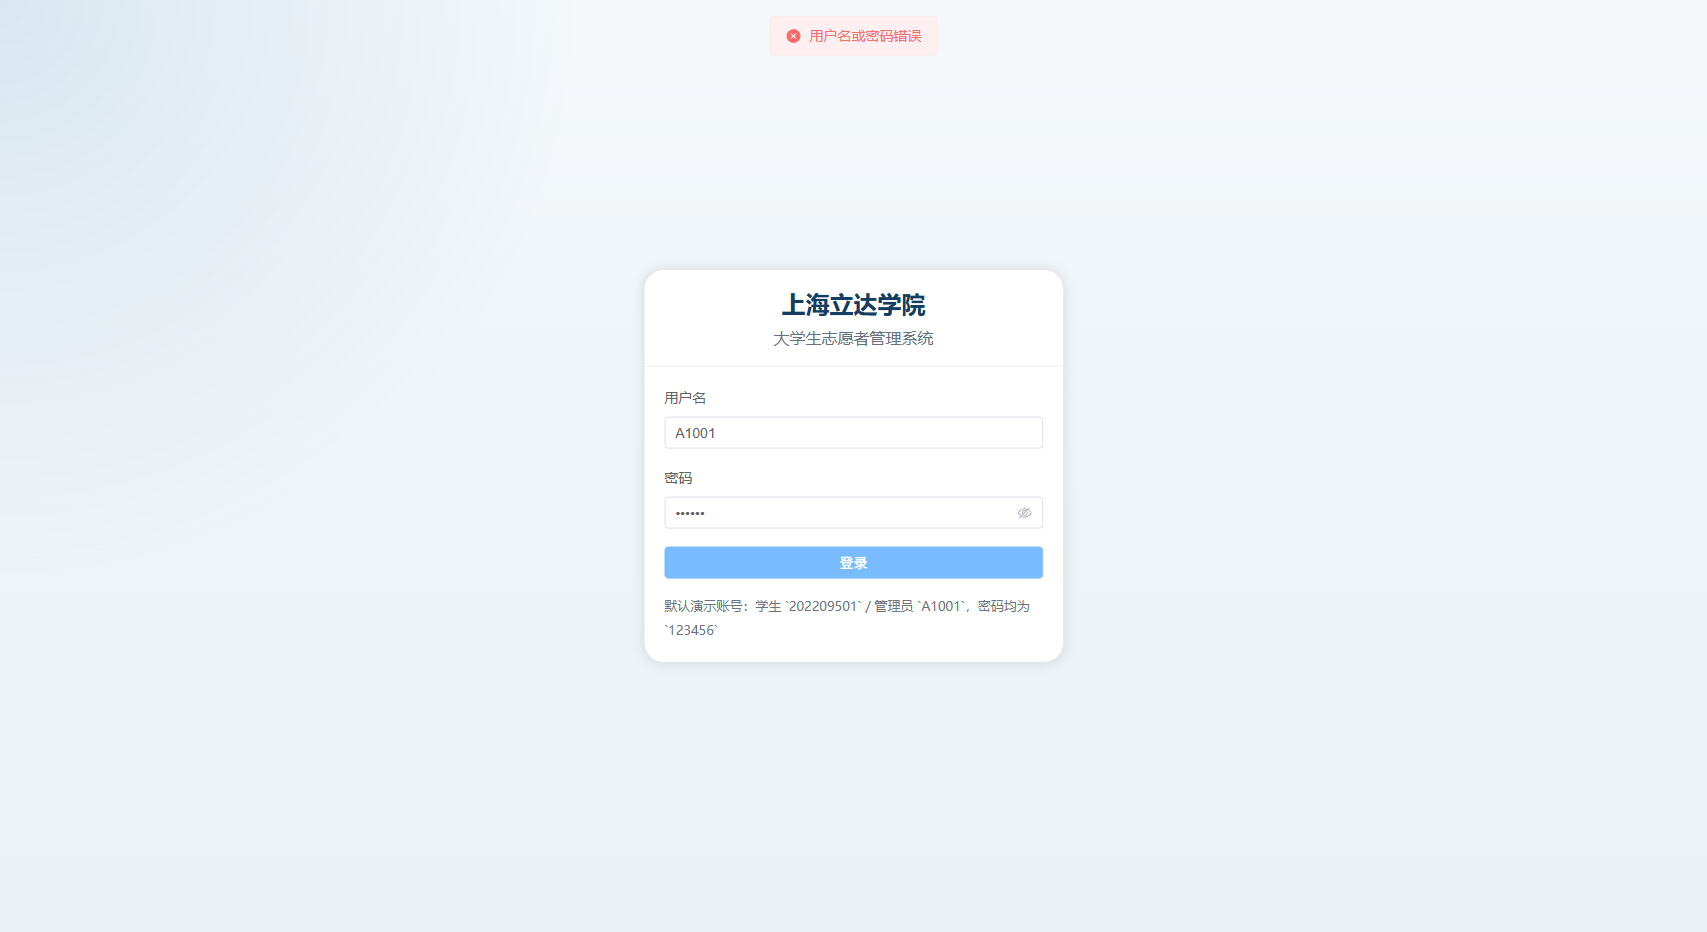 用户名或密码错误
上海立达学院
大学生志愿者管理系统
用户名
A1001
密码
••••••
登录
默认演示账号：学生 `202209501` / 管理员 `A1001`，密码均为
`123456`